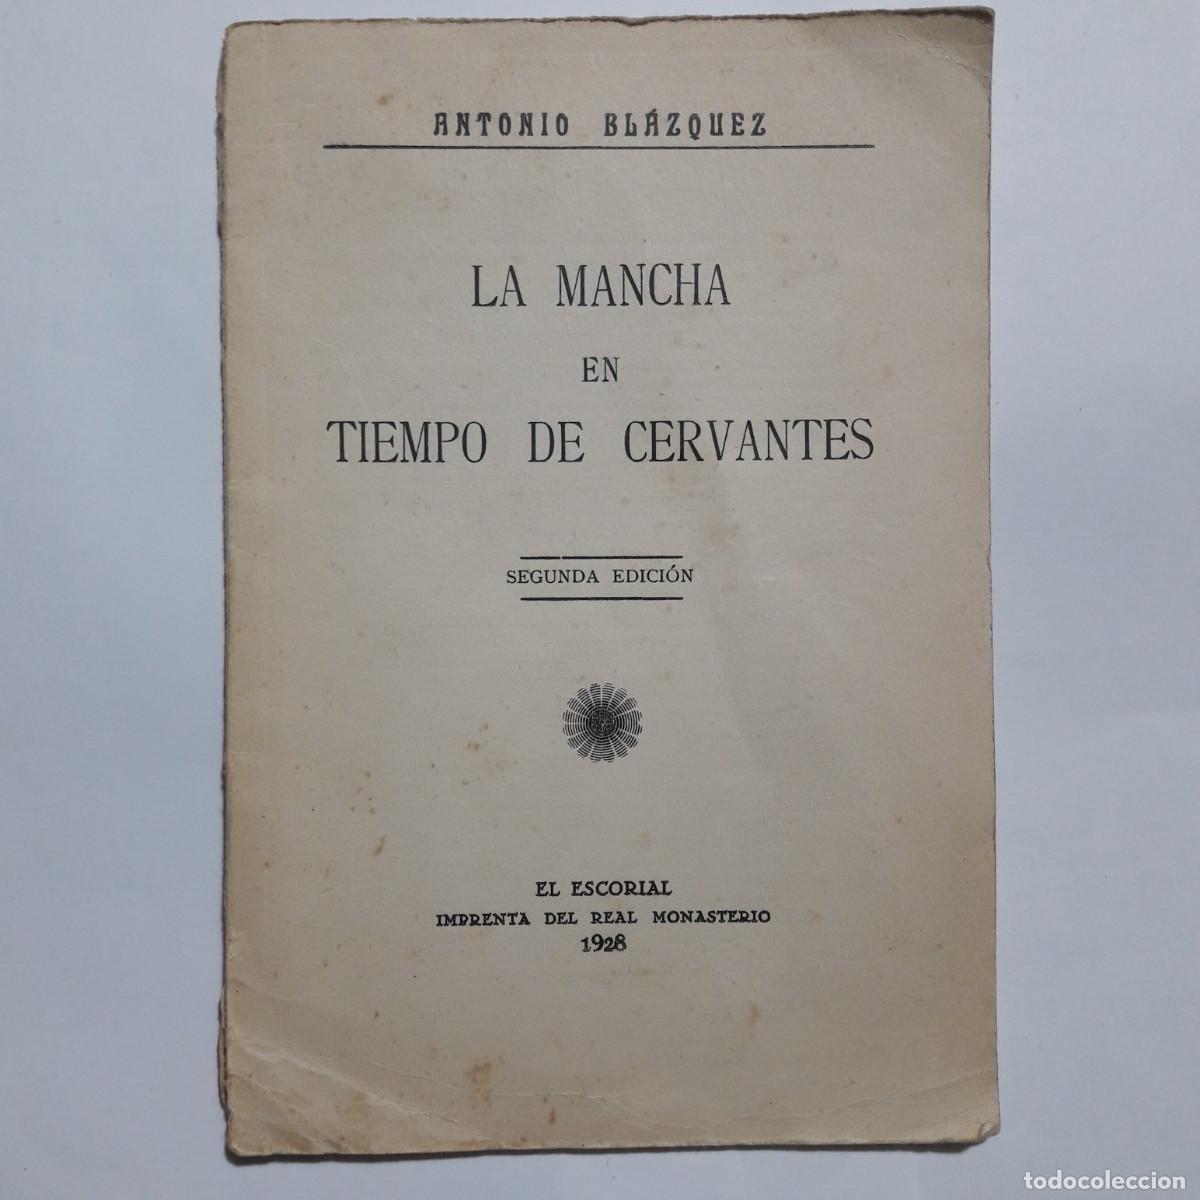 ANTONIO BLÁZQUEZ
LA MANCHA
EN
TIEMPO DE CERVANTES
SEGUNDA EDICIÓN
EL ESCORIAL
IMPRENTA DEL REAL MONASTERIO
1928
todocoleccion